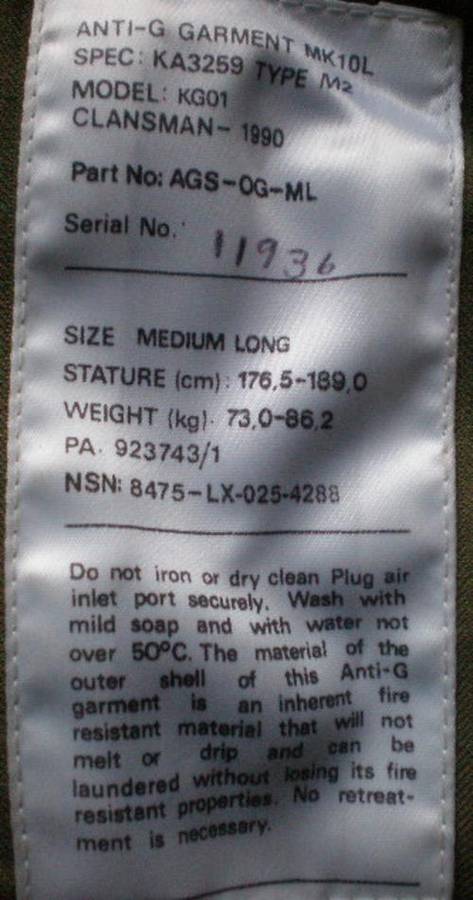 ANTI-G GARMENT MK10L
SPEC: KA3259 TYPE M2
MODEL: KG01
CLANSMAN- 1990
Part No: AGS-OG-ML
Serial No. 11936
SIZE MEDIUM LONG
STATURE (cm): 176,5-189,0
WEIGHT (kg). 73,0-86,2
PA. 923743/1
NSN: 8475-LX-025-4288
Do not iron or dry clean Plug air
inlet port securely. Wash with
mild soap and with water not
over 50°C. The material of the
outer shell of this Anti-G
garment is an inherent fire
resistant material that will not
melt or drip and can be
laundered without losing its fire
resistant properties. No retreat-
ment is necessary.